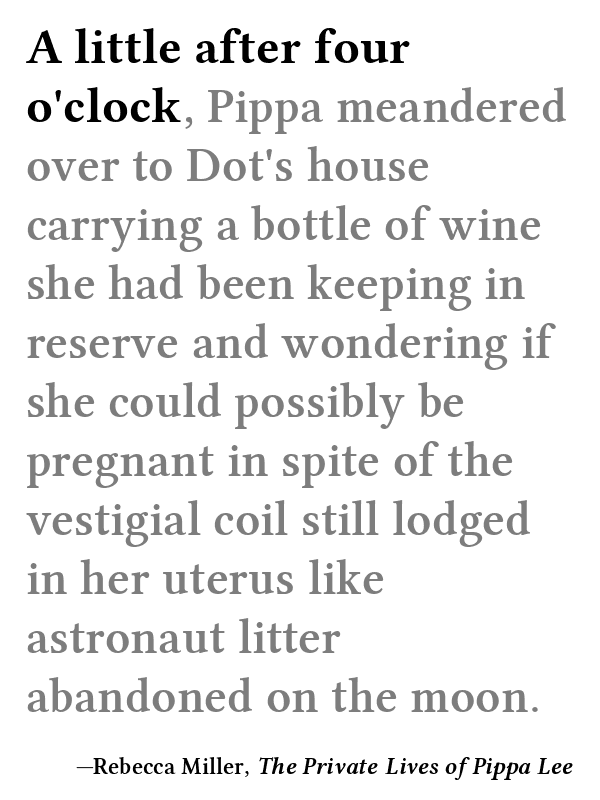 A little after four
o'clock, Pippa meandered
over to Dot's house
carrying a bottle of wine
she had been keeping in
reserve and wondering if
she could possibly be
pregnant in spite of the
vestigial coil still lodged
in her uterus like
astronaut litter
abandoned on the moon.
—Rebecca Miller, The Private Lives of Pippa Lee